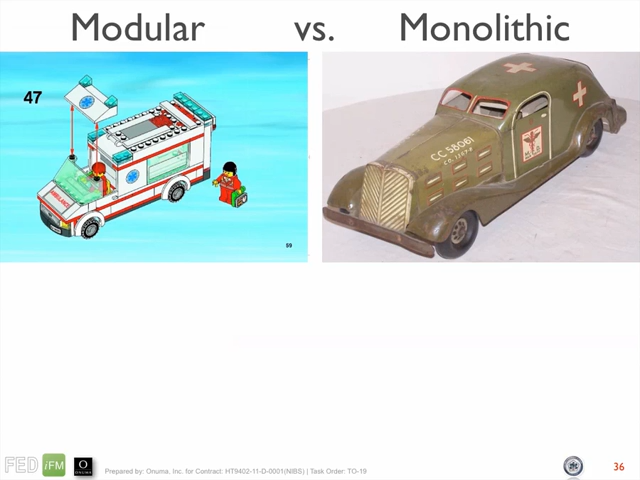 Modular vs. Monolithic
47
AMBULANCE
59
CC 58061
FED iFM O ONUMA
Prepared by: Onuma, Inc. for Contract: HT9402-11-D-0001(NIBS) | Task Order: TO-19
36